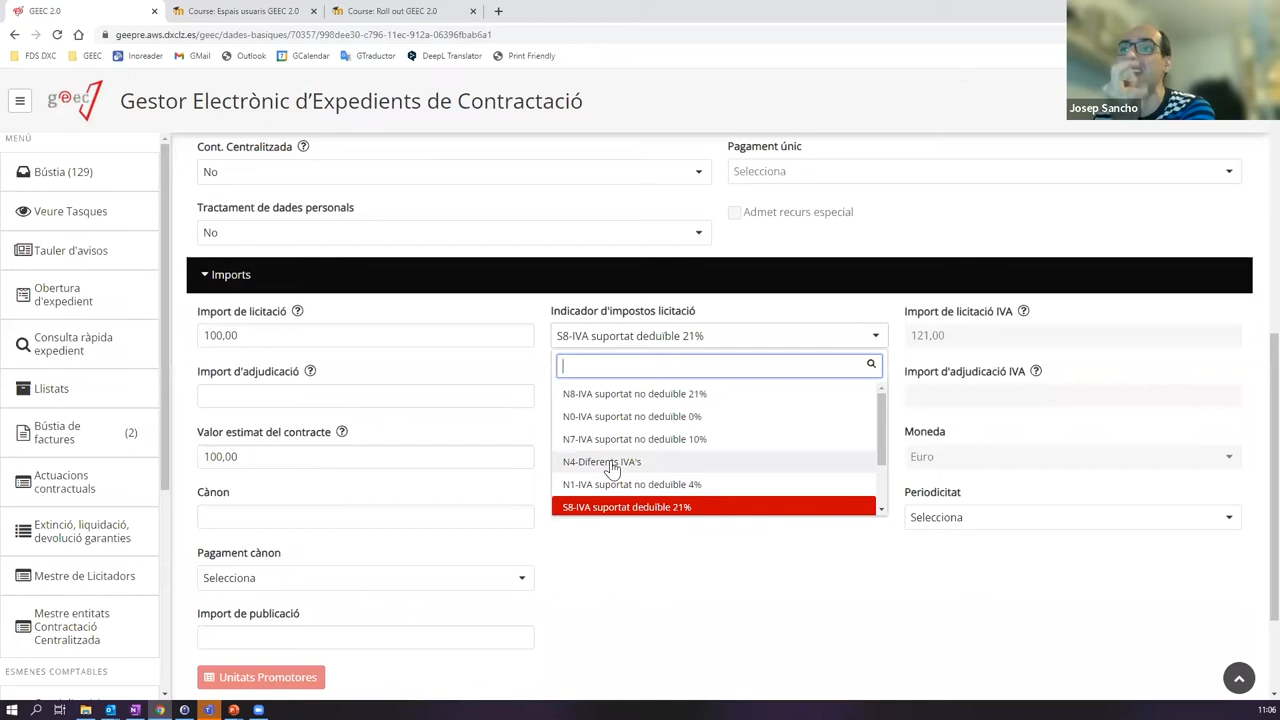 GEEC 2.0
Course: Espais usuaris GEEC 2.0
Course: Roll out GEEC 2.0
geepre.aws.dxclz.es/geec/dades-basiques/70357/998dee30-c796-11ec-912a-06396fbab6a1
FDS DXC
GEEC
Inoreader
GMail
Outlook
GCalendar
GTraductor
DeepL Translator
Print Friendly
Josep Sancho
geec
Gestor Electrònic d'Expedients de Contractació
MENÚ
Bústia (129)
Veure Tasques
Tauler d'avisos
Obertura
d'expedient
Consulta ràpida
expedient
Llistats
Bústia de
factures
(2)
Actuacions
contractuals
Extinció, liquidació,
devolució garanties
Mestre de Licitadors
Mestre entitats
Contractació
Centralitzada
ESMENES COMPTABLES
Cont. Centralitzada
No
Pagament únic
Selecciona
Tractament de dades personals
No
Admet recurs especial
Imports
Import de licitació
100,00
Indicador d'impostos licitació
S8-IVA suportat deduïble 21%
Import de licitació IVA
121,00
N8-IVA suportat no deduïble 21%
N0-IVA suportat no deduïble 0%
N7-IVA suportat no deduïble 10%
N4-Diferents IVA's
N1-IVA suportat no deduïble 4%
S8-IVA suportat deduïble 21%
Import d'adjudicació
Import d'adjudicació IVA
Valor estimat del contracte
100,00
Moneda
Euro
Cànon
Periodicitat
Selecciona
Pagament cànon
Selecciona
Import de publicació
Unitats Promotores
11:06